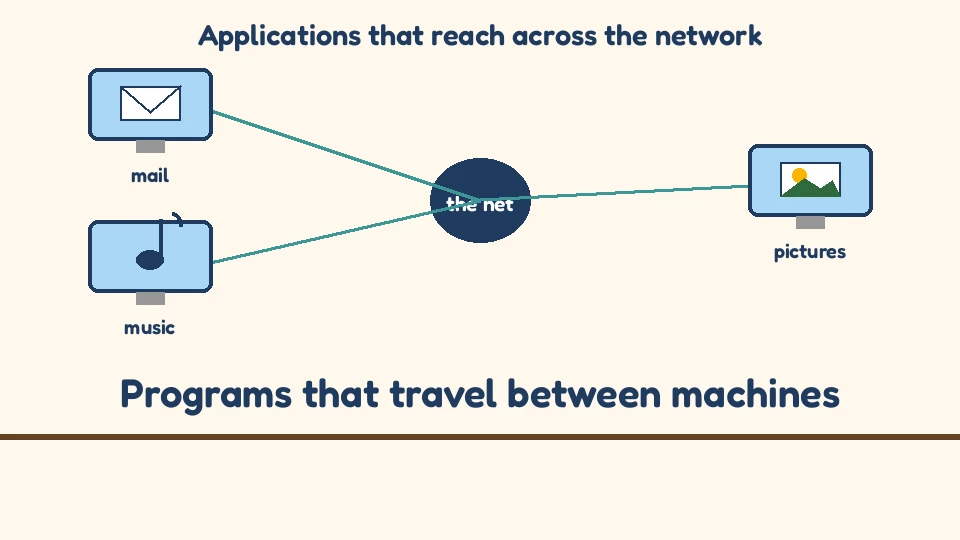 Applications that reach across the network
mail
the net
pictures
music
Programs that travel between machines